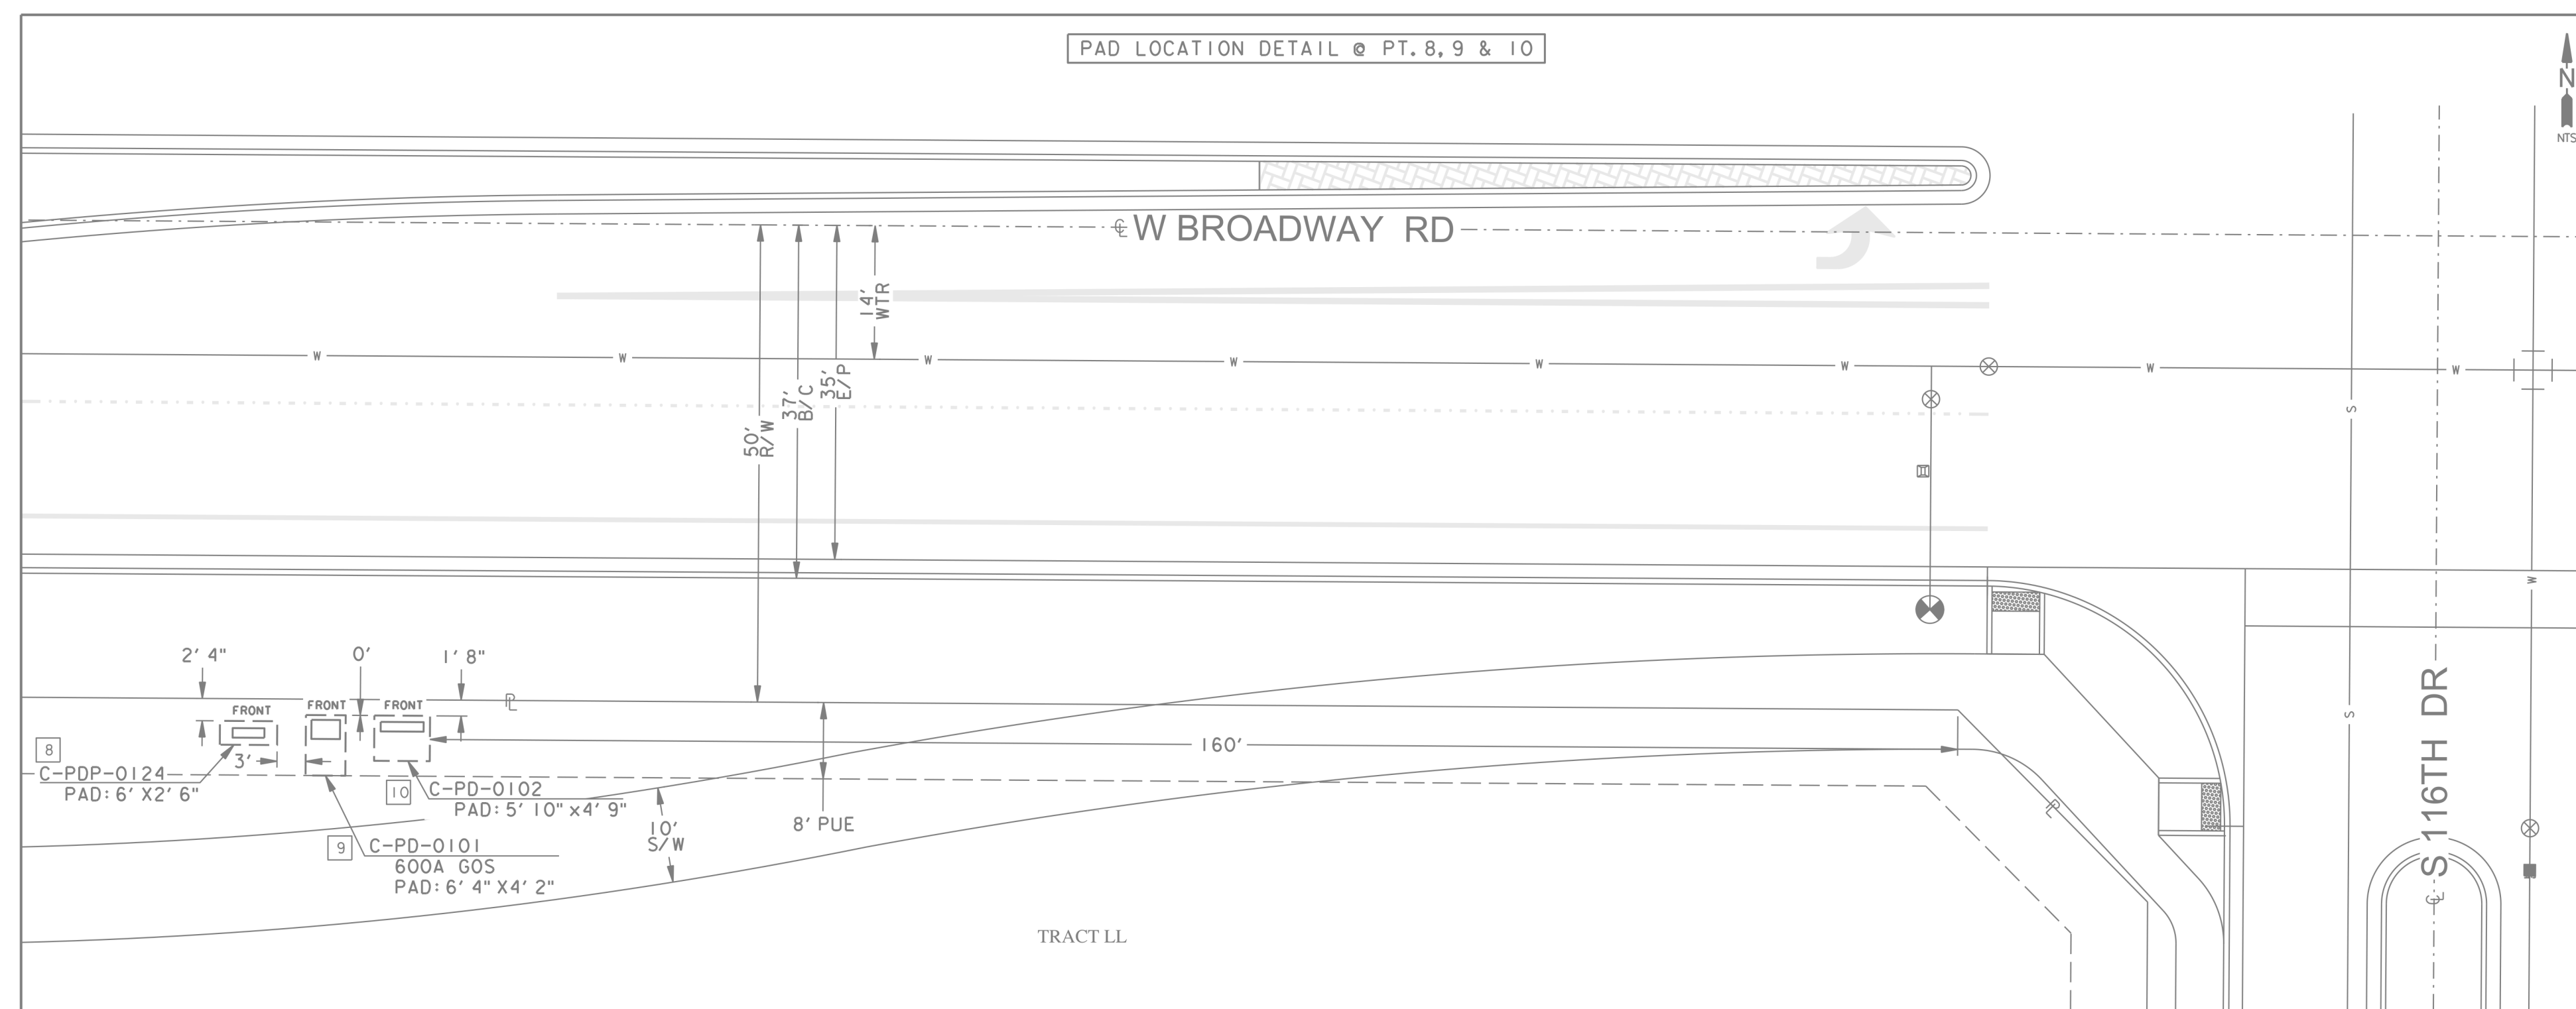 PAD LOCATION DETAIL @ PT. 8, 9 & 10
N
NTS
℄ W BROADWAY RD
14'
WTR
W W W W W W W W
37'
B/C
35'
E/P
50'
R/W
S
W
2' 4"
0'
1' 8"
FRONT
FRONT
FRONT
PL
8
3'
160'
S
S 116TH DR
C-PDP-0124
PAD: 6' X2' 6"
10
C-PD-0102
PAD: 5' 10" x4' 9"
8' PUE
PL
10'
S/W
9
C-PD-0101
600A GOS
PAD: 6' 4" X4' 2"
℄
TRACT LL